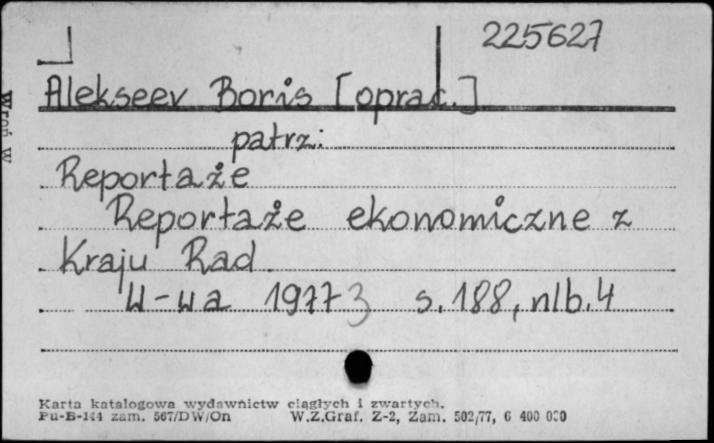 225627
Alekseev Boris [oprac.]
patrz:
Reportaże
Reportaże ekonomiczne z
Kraju Rad.
W-wa 1977 3 s. 188, nlb. 4
Karta katalogowa wydawnictw ciągłych i zwartych.
Pu-B-144 zam. 567/DW/On W.Z.Graf. Z-2, Zam. 502/77, 6 400 000